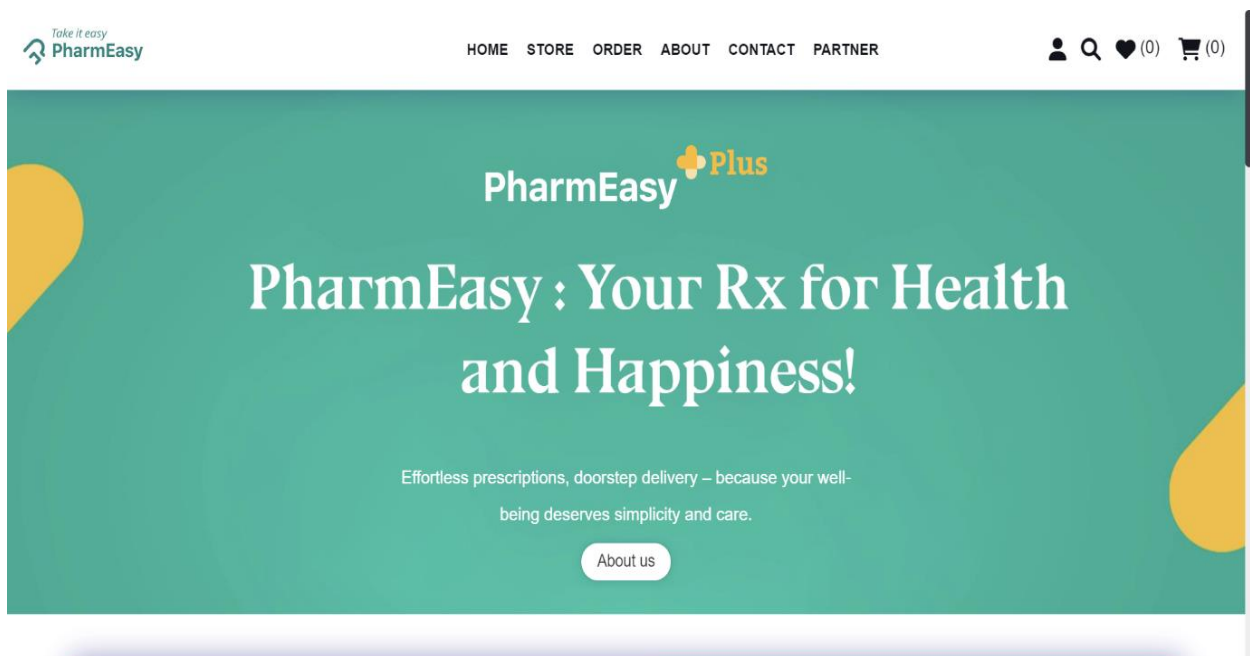 Take it easy
PharmEasy
HOME STORE ORDER ABOUT CONTACT PARTNER
(0) (0)
PharmEasy Plus
PharmEasy : Your Rx for Health
and Happiness!
Effortless prescriptions, doorstep delivery – because your well-
being deserves simplicity and care.
About us